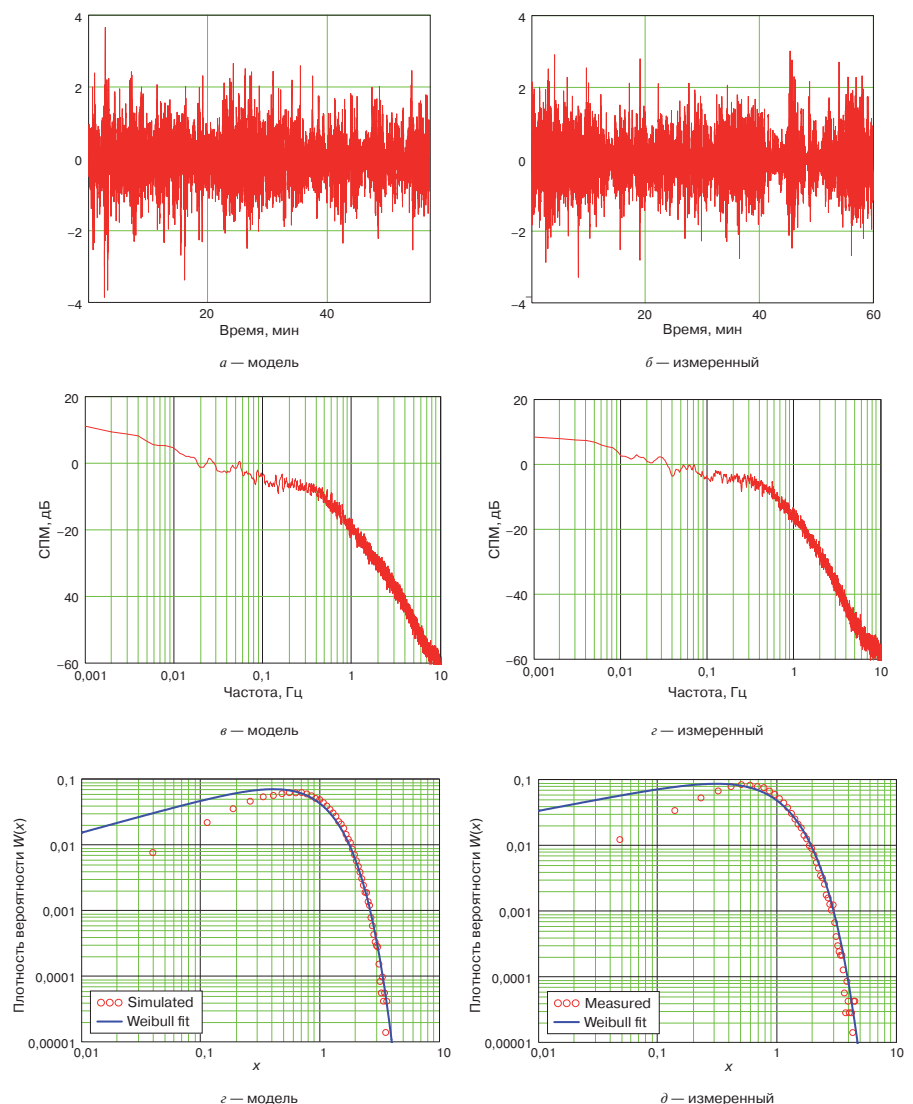 4
2
0
−2
−4
20
40
Время, мин
а — модель
4
2
0
−2
−4
20
40
60
Время, мин
б — измеренный
20
0
−20
40
−60
СПМ, дБ
0,001
0,01
0,1
1
10
Частота, Гц
в — модель
20
0
−20
−40
−60
СПМ, дБ
0,001
0,01
0,1
1
10
Частота, Гц
г — измеренный
0,1
0,01
0,001
0,0001
0,00001
Плотность вероятности W(x)
Simulated
Weibull fit
0,01
0,1
1
10
x
г — модель
0,1
0,01
0,001
0,0001
0,00001
Плотность вероятности W(x)
Measured
Weibull fit
0,01
0,1
1
10
x
д — измеренный